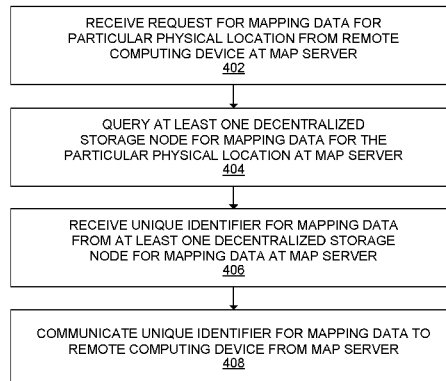 RECEIVE REQUEST FOR MAPPING DATA FOR
PARTICULAR PHYSICAL LOCATION FROM REMOTE
COMPUTING DEVICE AT MAP SERVER
402
QUERY AT LEAST ONE DECENTRALIZED
STORAGE NODE FOR MAPPING DATA FOR THE
PARTICULAR PHYSICAL LOCATION AT MAP SERVER
404
RECEIVE UNIQUE IDENTIFIER FOR MAPPING DATA
FROM AT LEAST ONE DECENTRALIZED STORAGE
NODE FOR MAPPING DATA AT MAP SERVER
406
COMMUNICATE UNIQUE IDENTIFIER FOR MAPPING DATA TO
REMOTE COMPUTING DEVICE FROM MAP SERVER
408